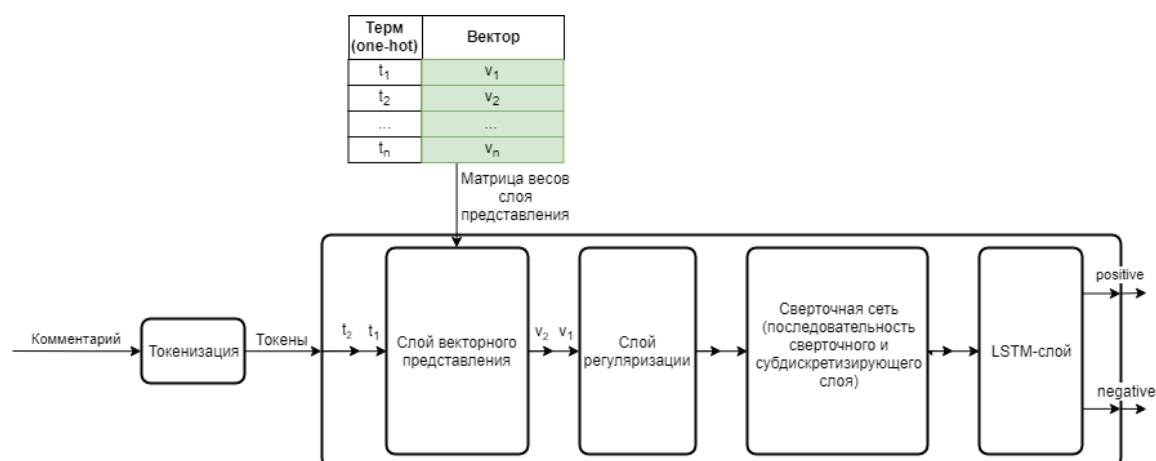 Терм
(one-hot)
Вектор
t1
v1
t2
v2
...
...
tn
vn
Матрица весов
слоя
представления
Комментарий
Токенизация
Токены
t2
t1
Слой векторного
представления
v2
v1
Слой
регуляризации
Сверточная сеть
(последовательность
сверточного и
субдискретизирующего
слоя)
LSTM-слой
positive
negative